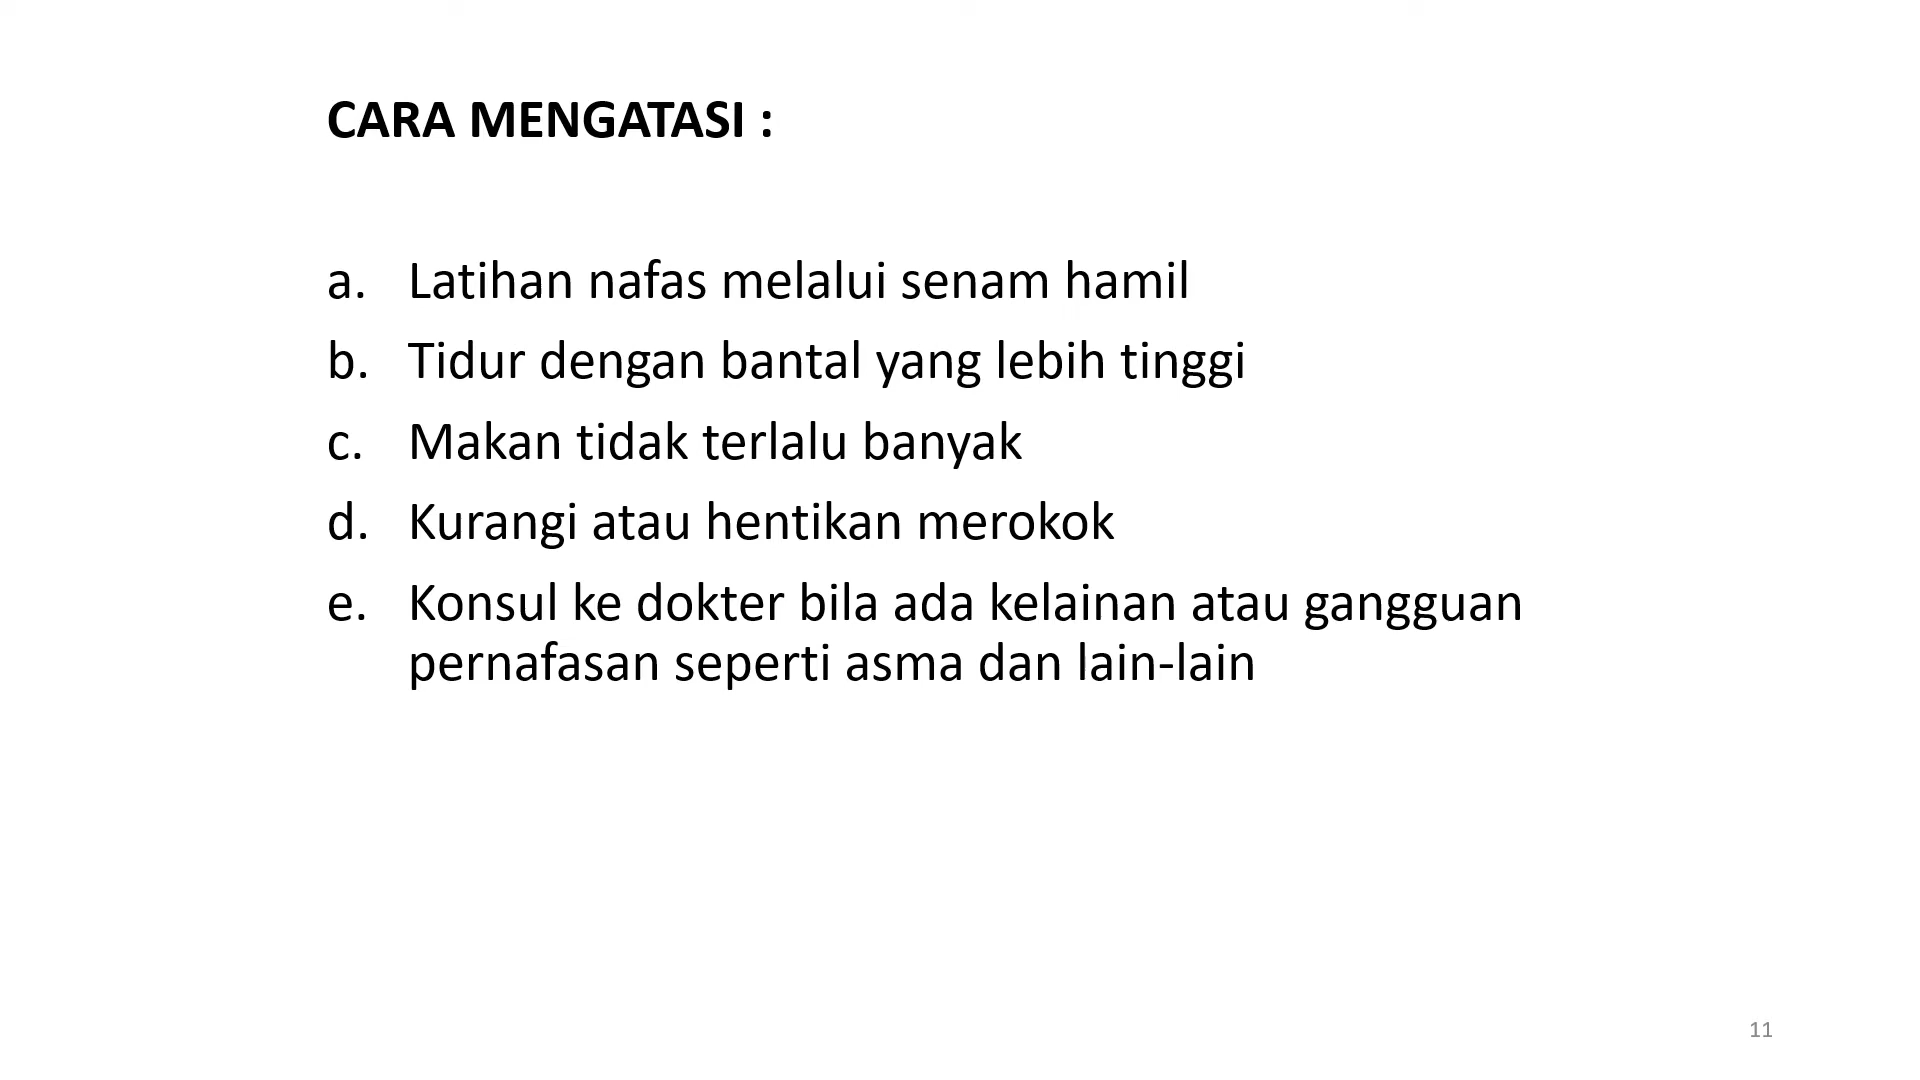 CARA MENGATASI :
a. Latihan nafas melalui senam hamil
b. Tidur dengan bantal yang lebih tinggi
c. Makan tidak terlalu banyak
d. Kurangi atau hentikan merokok
e. Konsul ke dokter bila ada kelainan atau gangguan
pernafasan seperti asma dan lain-lain
11